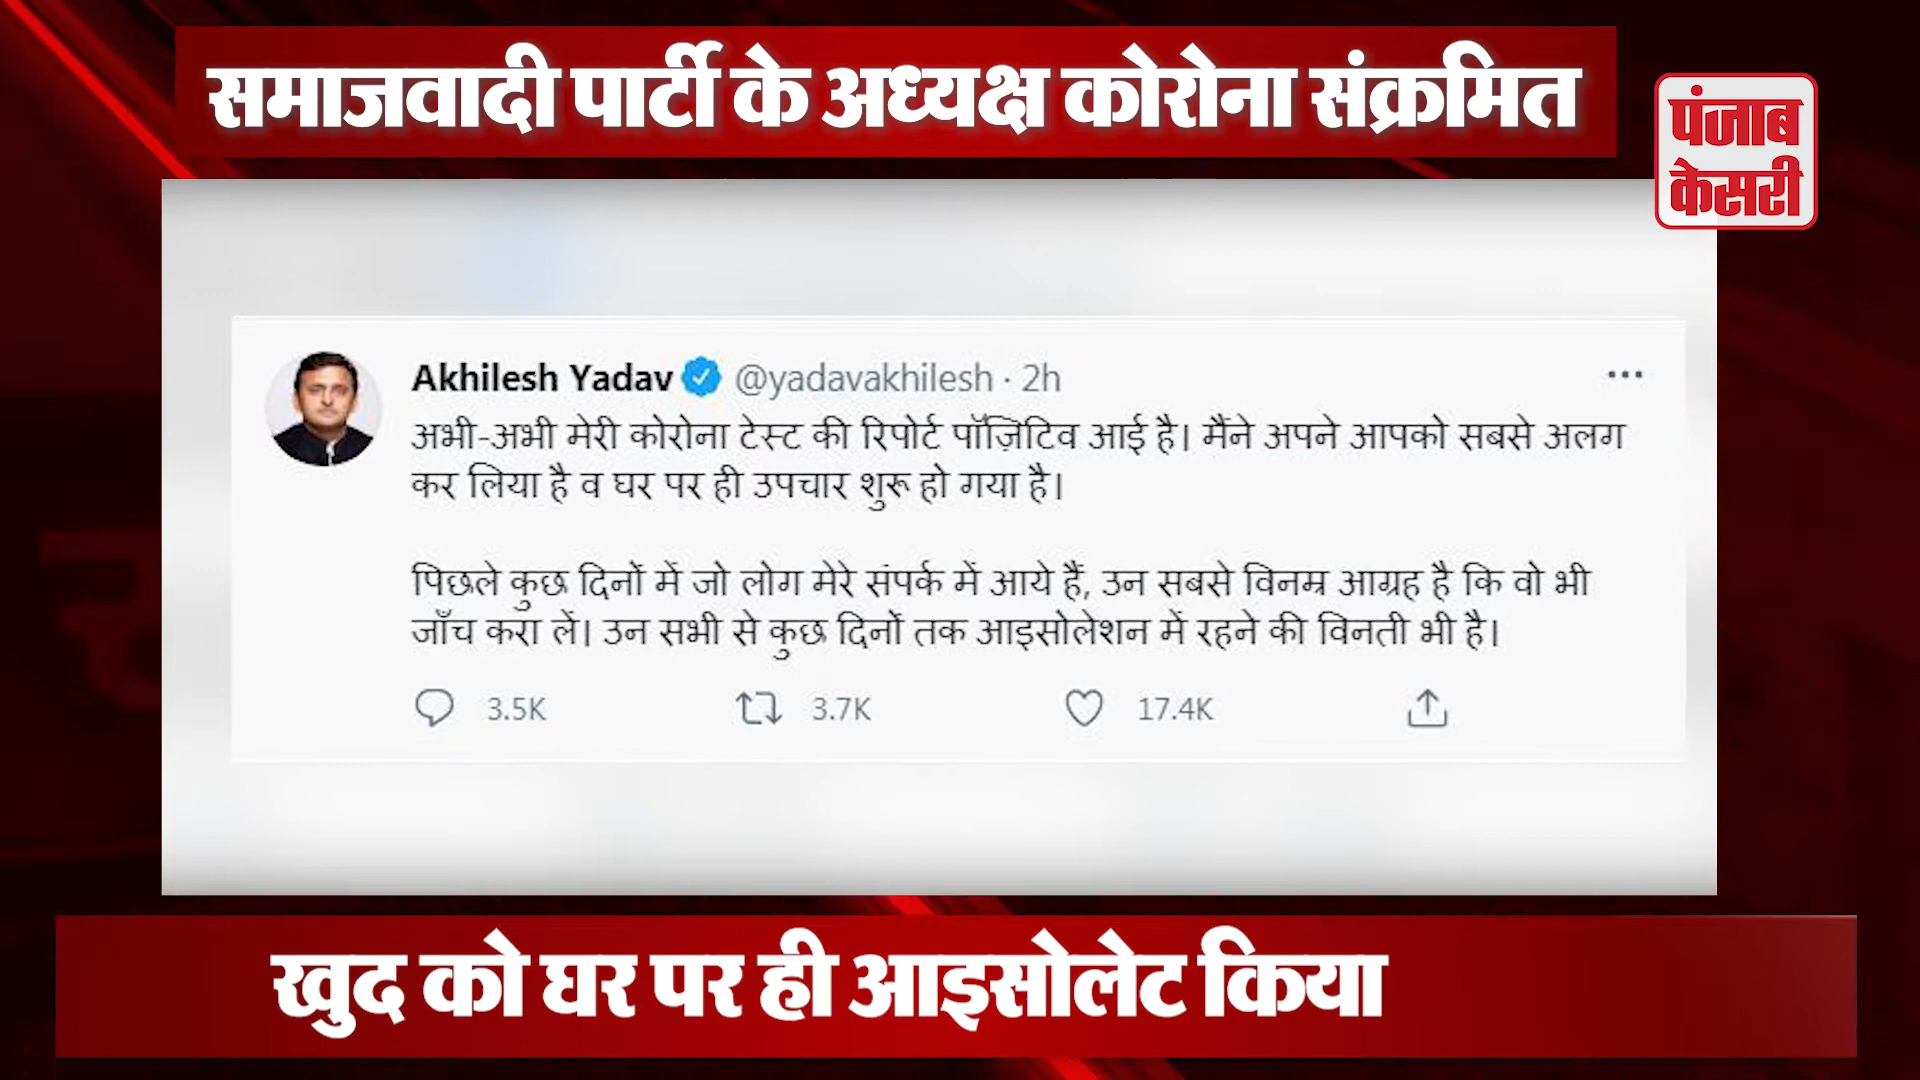 समाजवादी पार्टी के अध्यक्ष कोरोना संक्रमित
पंजाब
केसरी
Akhilesh Yadav @yadavakhilesh · 2h
अभी-अभी मेरी कोरोना टेस्ट की रिपोर्ट पॉज़िटिव आई है। मैंने अपने आपको सबसे अलग
कर लिया है व घर पर ही उपचार शुरू हो गया है।
पिछले कुछ दिनों में जो लोग मेरे संपर्क में आये हैं, उन सबसे विनम्र आग्रह है कि वो भी
जाँच करा लें। उन सभी से कुछ दिनों तक आइसोलेशन में रहने की विनती भी है।
3.5K 3.7K 17.4K
खुद को घर पर ही आइसोलेट किया